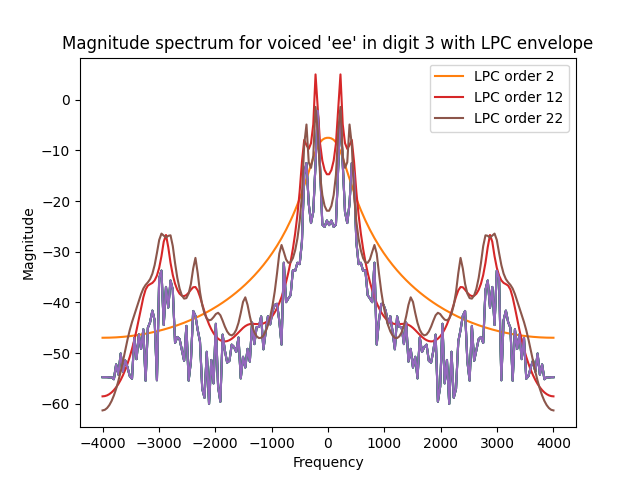 Magnitude spectrum for voiced 'ee' in digit 3 with LPC envelope
LPC order 2
LPC order 12
LPC order 22
Magnitude
0
−10
−20
−30
−40
−50
−60
−4000 −3000 −2000 −1000 0 1000 2000 3000 4000
Frequency